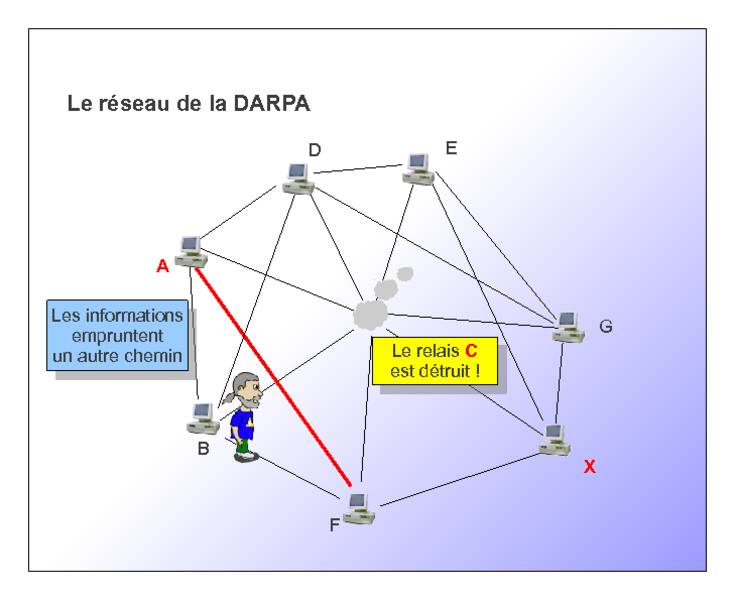 Le réseau de la DARPA
D
E
A
Les informations
empruntent
un autre chemin
G
Le relais C
est détruit !
B
X
F